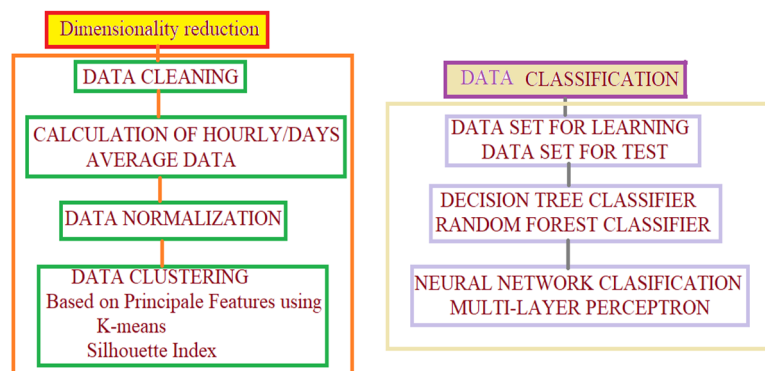 Dimensionality reduction
DATA CLEANING
CALCULATION OF HOURLY/DAYS
AVERAGE DATA
DATA NORMALIZATION
DATA CLUSTERING
Based on Principale Features using
K-means
Silhouette Index
DATA CLASSIFICATION
DATA SET FOR LEARNING
DATA SET FOR TEST
DECISION TREE CLASSIFIER
RANDOM FOREST CLASSIFIER
NEURAL NETWORK CLASIFICATION
MULTI-LAYER PERCEPTRON